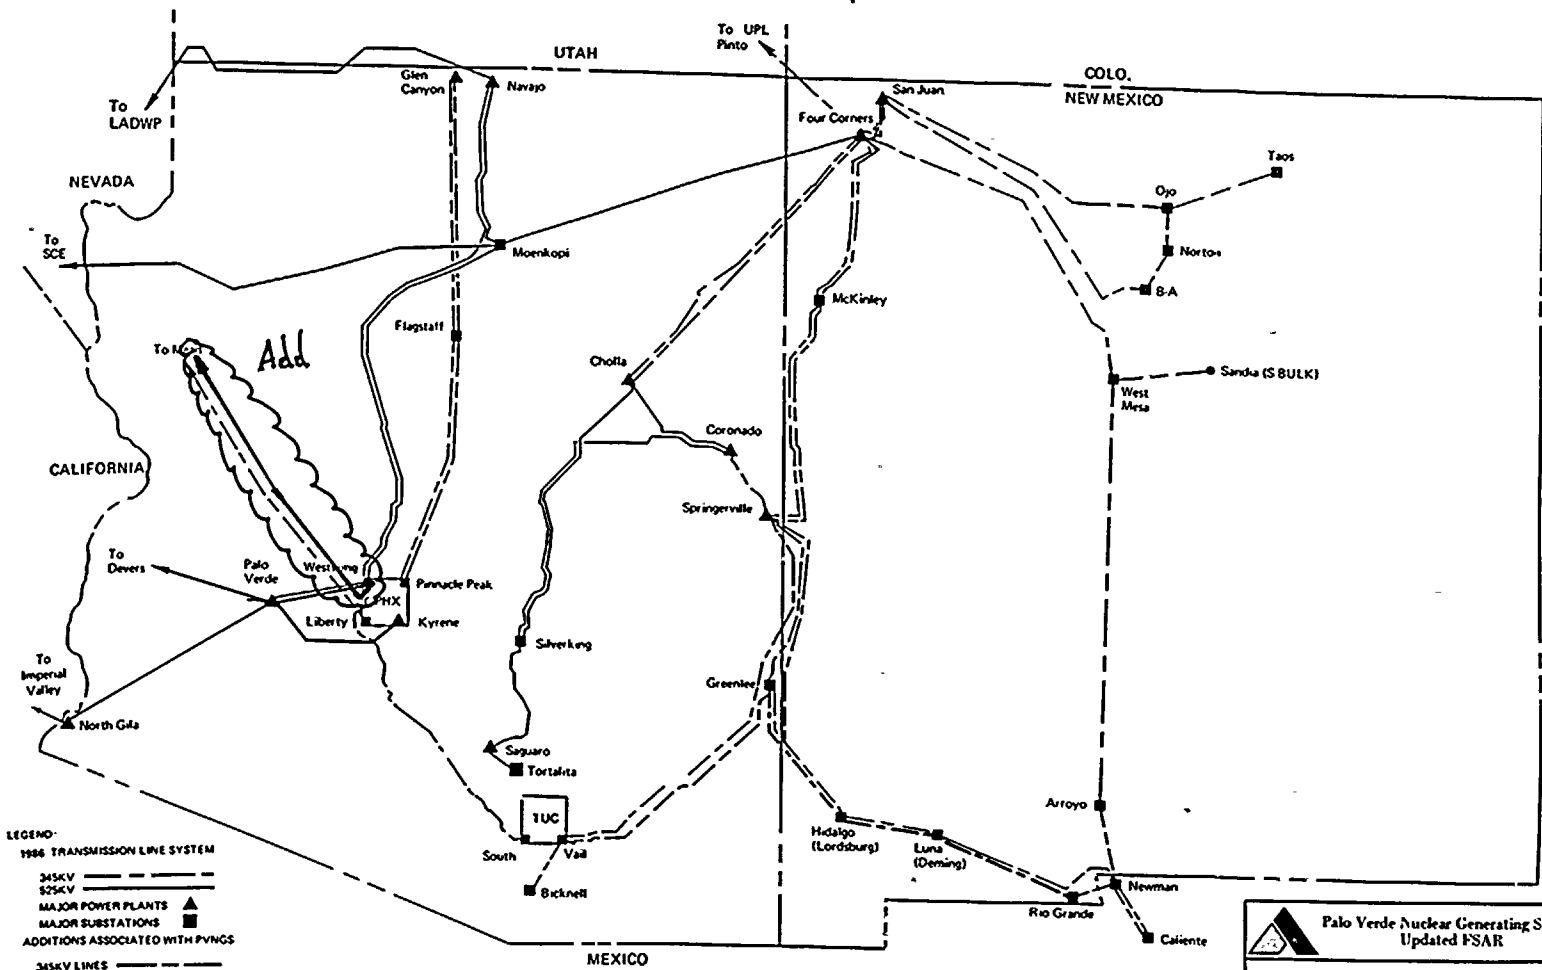 To UPL
Pinto
UTAH
COLO.
NEW MEXICO
Glen
Canyon
Navajo
San Juan
To
LADWP
Four Corners
Taos
NEVADA
Ojo
To
SCE
Moenkopi
Norton
B-A
McKinley
Flagstaff
To
Add
Cholla
Sandia (S BULK)
West
Mesa
Coronado
CALIFORNIA
Springerville
To
Devers
Palo
Verde
Westwing
Pinnacle Peak
PHX
Liberty
Kyrene
Silverking
To
Imperial
Valley
Greenlee
North Gila
Saguaro
Tortalita
Arroyo
TUC
Hidalgo
(Lordsburg)
Luna
(Deming)
South
Vail
Bicknell
Newman
Rio Grande
Caliente
MEXICO
LEGEND:
1986 TRANSMISSION LINE SYSTEM
345KV
525KV
MAJOR POWER PLANTS
MAJOR SUBSTATIONS
ADDITIONS ASSOCIATED WITH PVNGS
345KV LINES
Palo Verde Nuclear Generating S
Updated FSAR